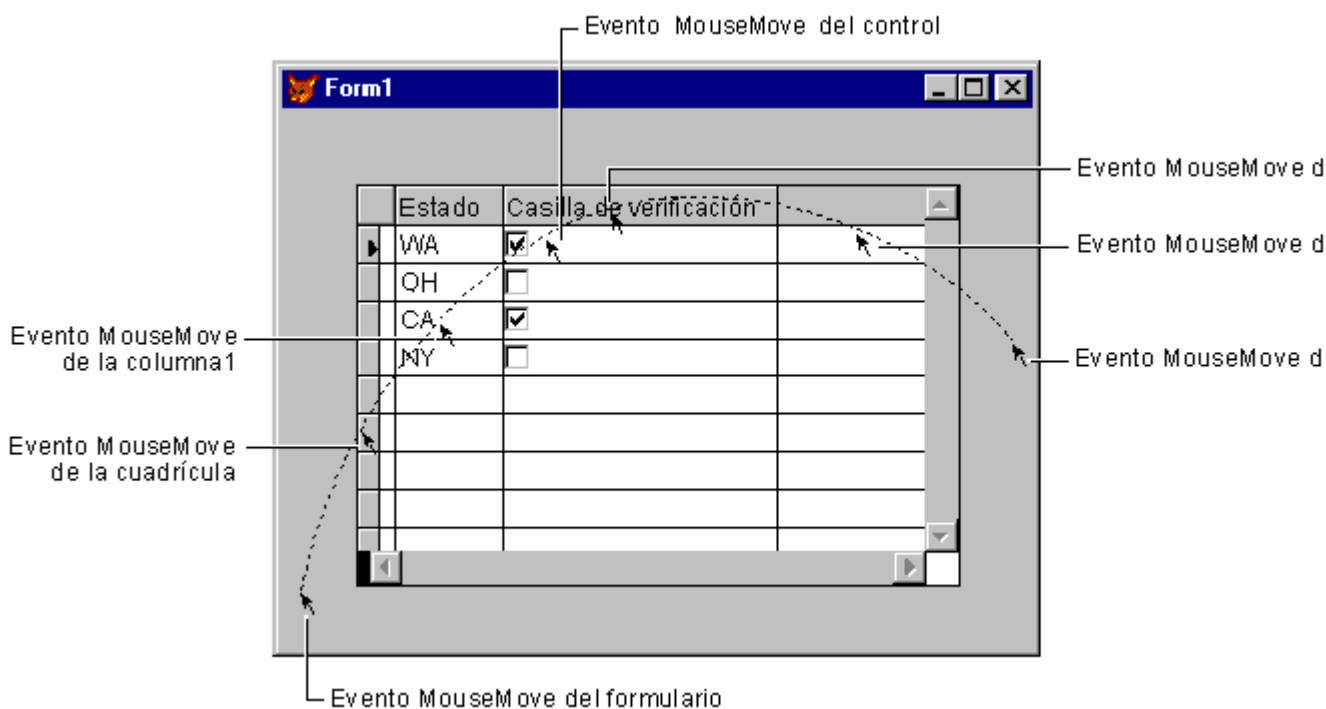 Evento MouseMove del control
Form1
Evento MouseMove d
Estado Casilla de verificación
WA
Evento MouseMove d
OH
CA
Evento MouseMove
de la columna1
NY
Evento MouseMove d
Evento MouseMove
de la cuadrícula
Evento MouseMove del formulario